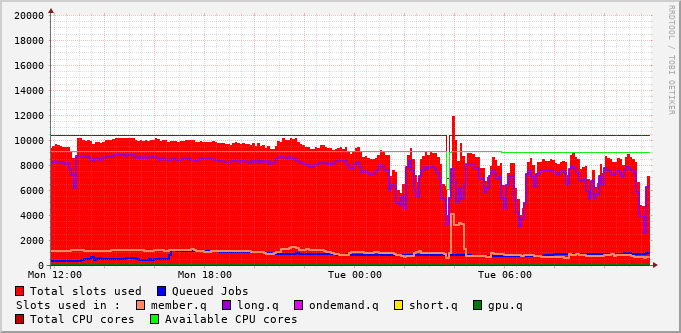 20000
18000
16000
14000
12000
10000
8000
6000
4000
2000
0
Mon 12:00 Mon 18:00 Tue 00:00 Tue 06:00
Total slots used Queued Jobs
Slots used in : member.q long.q ondemand.q short.q gpu.q
Total CPU cores Available CPU cores
RRDTOOL / TOBI OETIKER